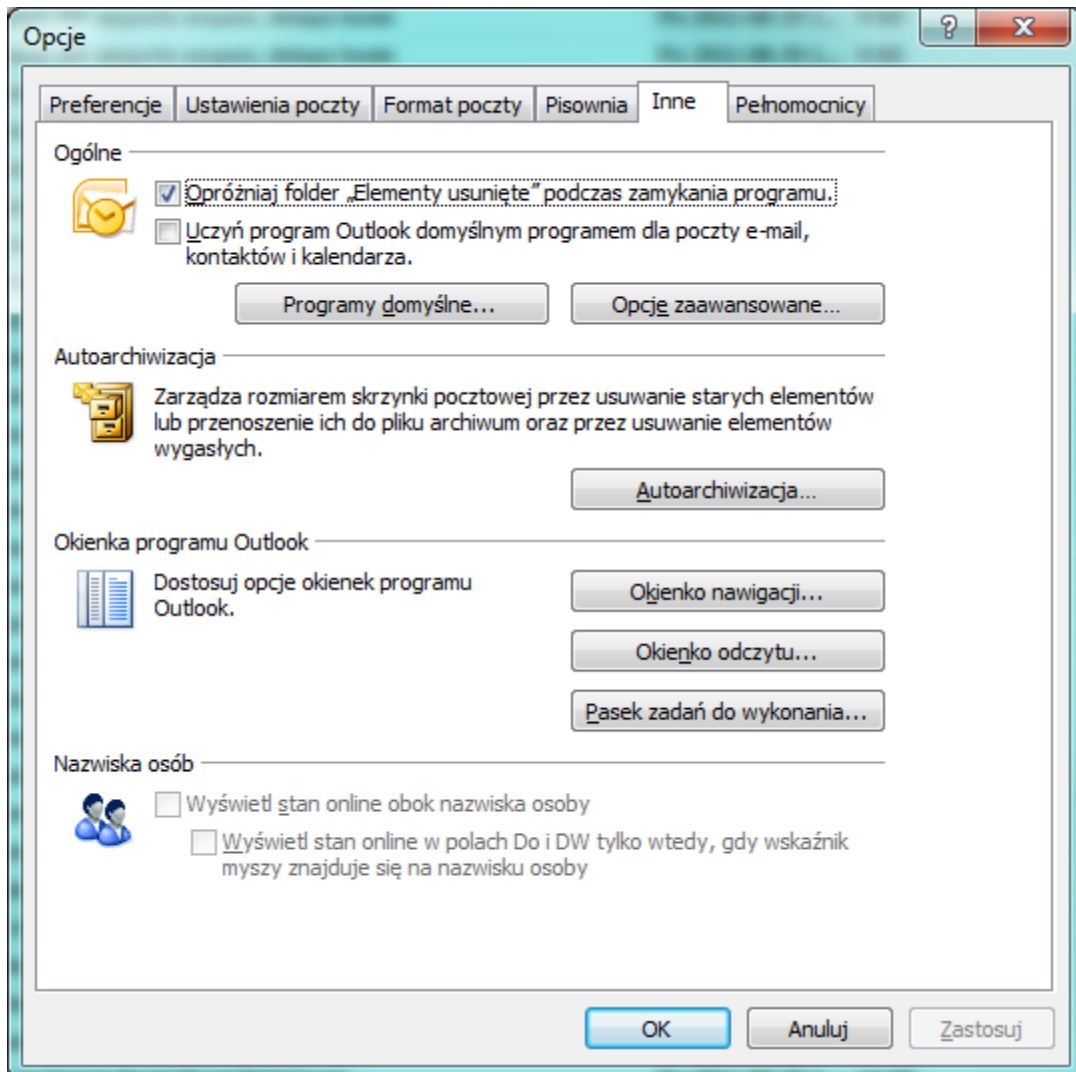 Opcje
Preferencje Ustawienia poczty Format poczty Pisownia Inne Pełnomocnicy
Ogólne
Opróżniaj folder „Elementy usunięte” podczas zamykania programu.
Uczyń program Outlook domyślnym programem dla poczty e-mail,
kontaktów i kalendarza.
Programy domyślne... Opcje zaawansowane...
Autoarchiwizacja
Zarządza rozmiarem skrzynki pocztowej przez usuwanie starych elementów
lub przenoszenie ich do pliku archiwum oraz przez usuwanie elementów
wygasłych.
Autoarchiwizacja...
Okienka programu Outlook
Dostosuj opcje okienek programu
Outlook.
Okienko nawigacji...
Okienko odczytu...
Pasek zadań do wykonania...
Nazwiska osób
Wyświetl stan online obok nazwiska osoby
Wyświetl stan online w polach Do i DW tylko wtedy, gdy wskaźnik
myszy znajduje się na nazwisku osoby
OK Anuluj Zastosuj